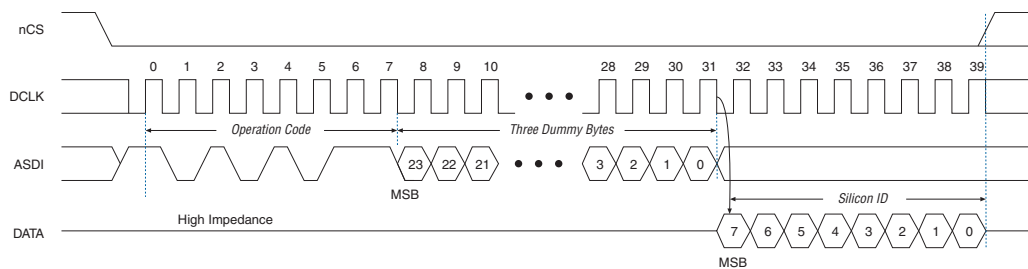 nCS
0 1 2 3 4 5 6 7 8 9 10 28 29 30 31 32 33 34 35 36 37 38 39
DCLK
Operation Code Three Dummy Bytes
ASDI
23 22 21 3 2 1 0
MSB
Silicon ID
High Impedance
DATA
7 6 5 4 3 2 1 0
MSB